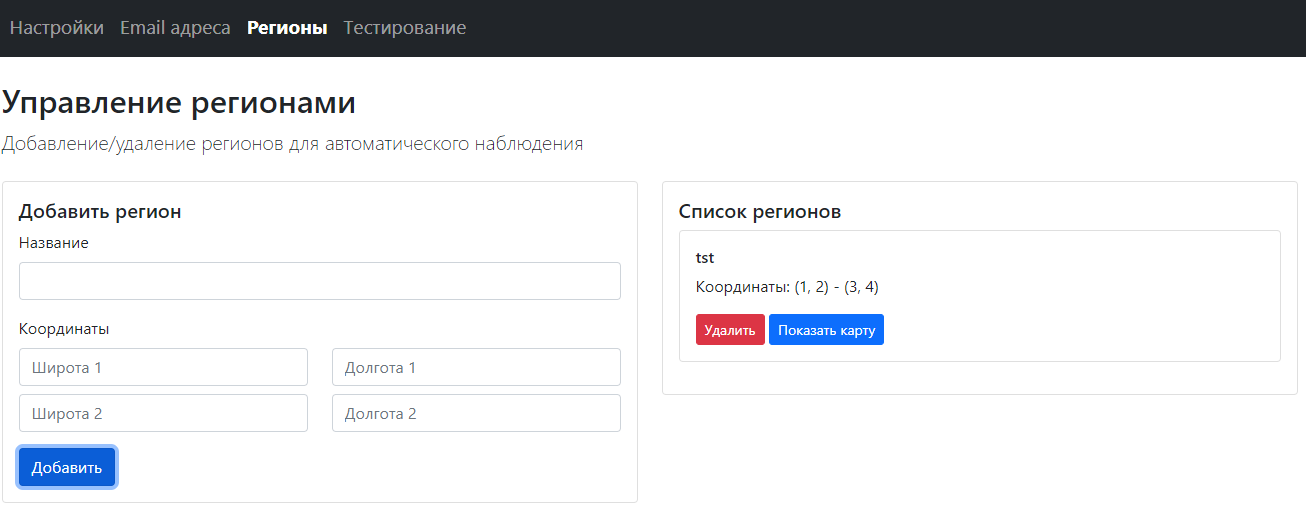 Настройки Email адреса Регионы Тестирование
Управление регионами
Добавление/удаление регионов для автоматического наблюдения
Добавить регион
Название
Координаты
Широта 1 Долгота 1
Широта 2 Долгота 2
Добавить
Список регионов
tst
Координаты: (1, 2) - (3, 4)
Удалить Показать карту